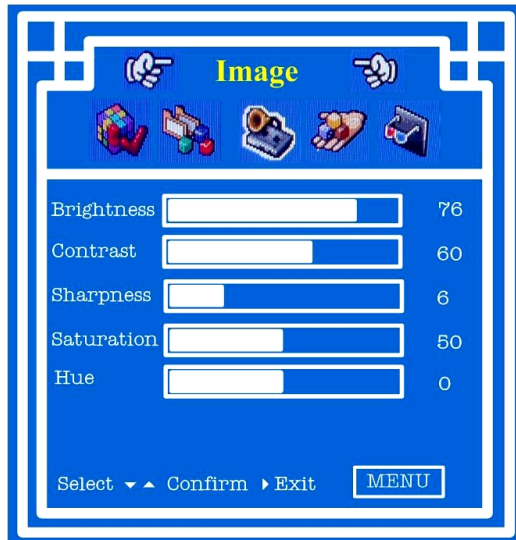 Image
Brightness 76
Contrast 60
Sharpness 6
Saturation 50
Hue 0
Select ▾ ▴ Confirm ▸ Exit MENU